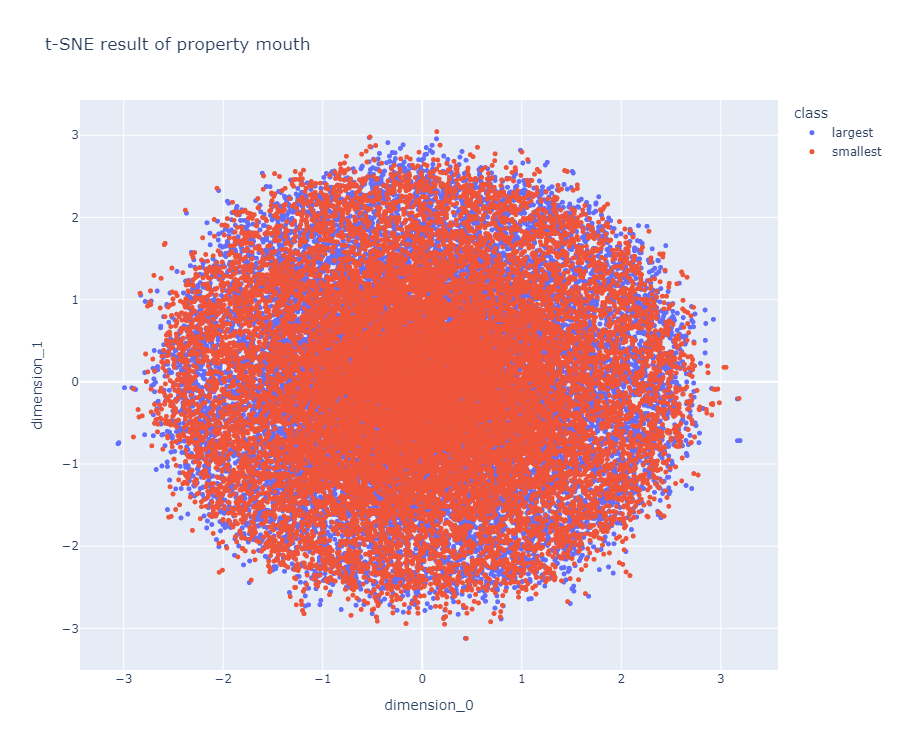 t-SNE result of property mouth
class
largest
smallest
3
2
1
0
−1
−2
−3
dimension_1
−3
−2
−1
0
1
2
3
dimension_0